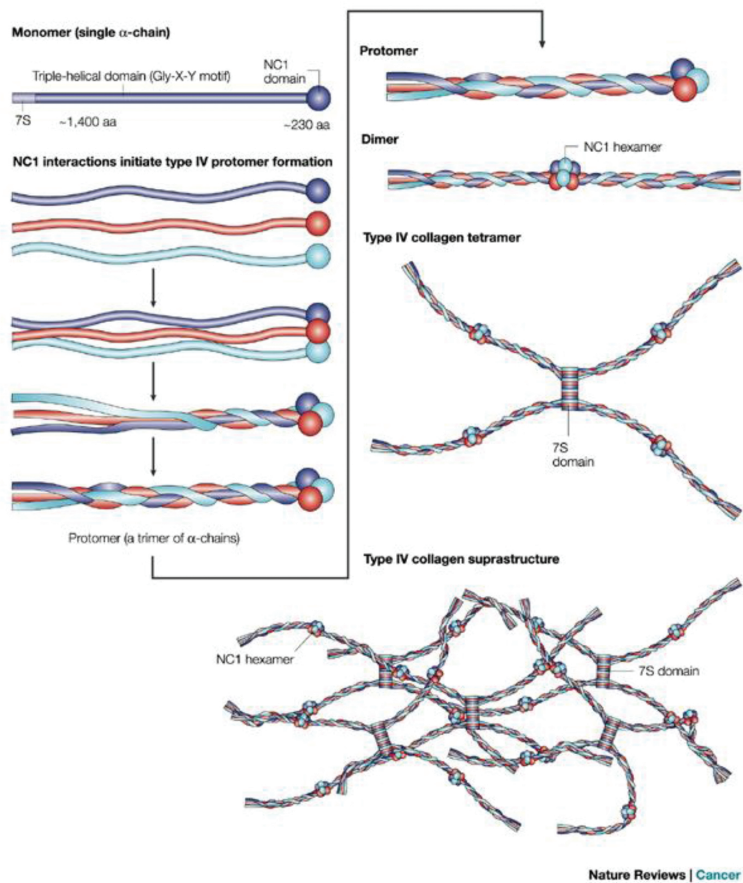 Monomer (single α-chain)
Triple-helical domain (Gly-X-Y motif)
NC1
domain
7S
~1,400 aa
~230 aa
NC1 interactions initiate type IV protomer formation
Protomer (a trimer of α-chains)
Protomer
Dimer
NC1 hexamer
Type IV collagen tetramer
7S
domain
Type IV collagen suprastructure
NC1 hexamer
7S domain
Nature Reviews | Cancer